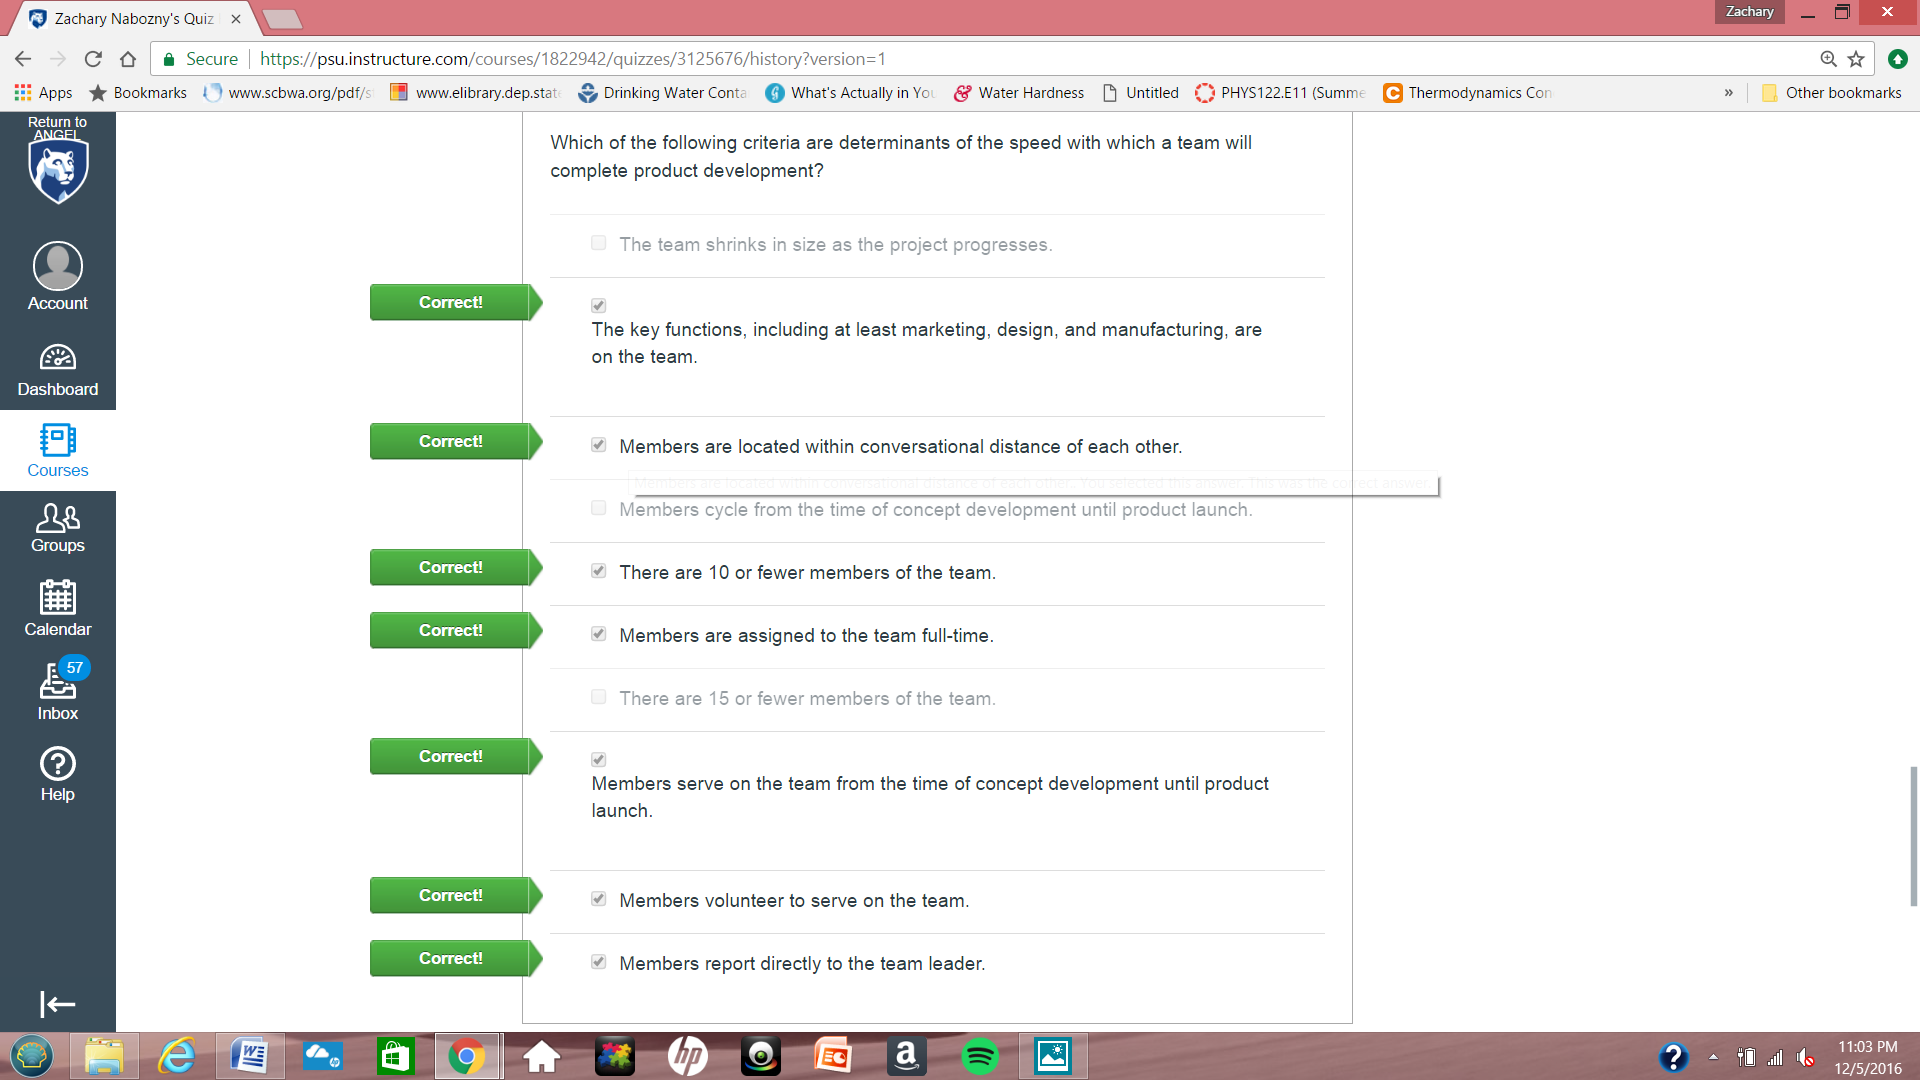 Zachary Nabozny's Quiz
Zachary
Secure https://psu.instructure.com/courses/1822942/quizzes/3125676/history?version=1
Apps Bookmarks www.scbwa.org/pdf/s www.elibrary.dep.stat Drinking Water Conta What's Actually in Yo Water Hardness Untitled PHYS122.E11 (Summe Thermodynamics Con » Other bookmarks
Return to
ANGEL
Account
Dashboard
Courses
Groups
Calendar
57
Inbox
Help
Which of the following criteria are determinants of the speed with which a team will
complete product development?
The team shrinks in size as the project progresses.
Correct!
The key functions, including at least marketing, design, and manufacturing, are
on the team.
Correct! Members are located within conversational distance of each other.
Members are located within conversational distance of each other.. You selected this answer. This was the correct answer.
Members cycle from the time of concept development until product launch.
Correct! There are 10 or fewer members of the team.
Correct! Members are assigned to the team full-time.
There are 15 or fewer members of the team.
Correct!
Members serve on the team from the time of concept development until product
launch.
Correct! Members volunteer to serve on the team.
Correct! Members report directly to the team leader.
11:03 PM
12/5/2016